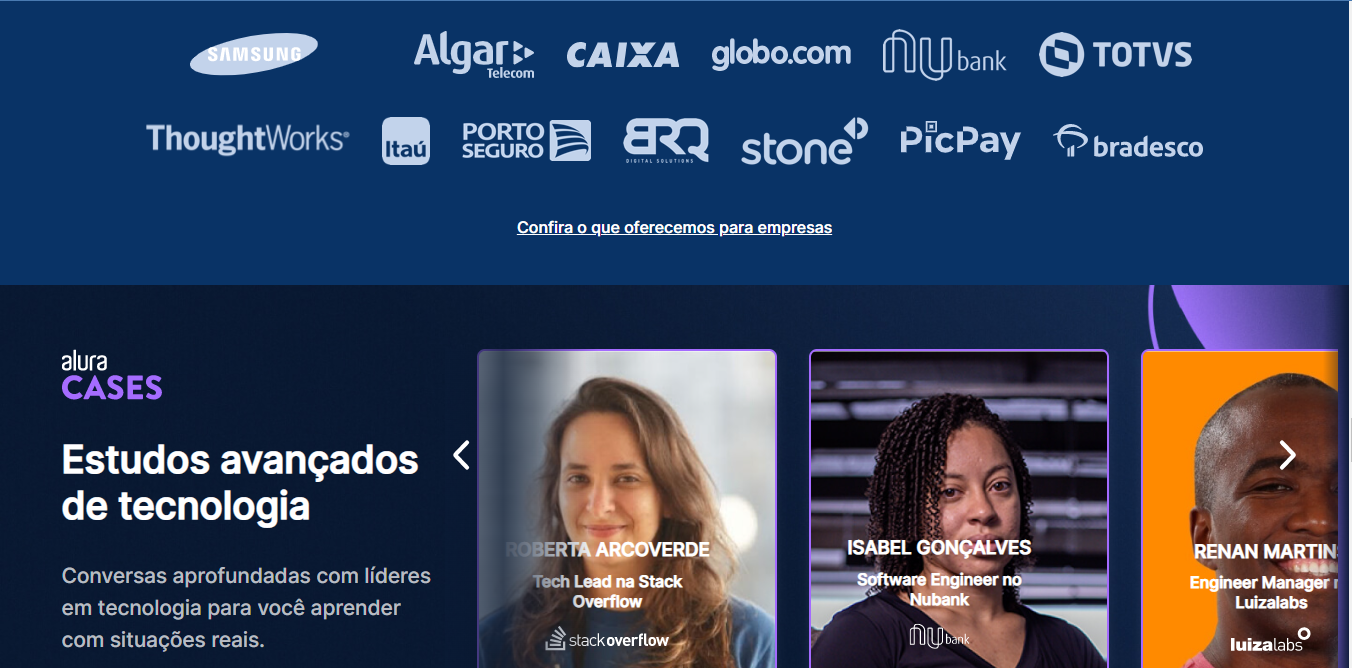 SAMSUNG
Algar
Telecom
CAIXA
globo.com
nu bank
TOTVS
ThoughtWorks®
Itaú
PORTO
SEGURO
BRQ
DIGITAL SOLUTIONS
stone
PicPay
bradesco
Confira o que oferecemos para empresas
alura
CASES
Estudos avançados
de tecnologia
Conversas aprofundadas com líderes
em tecnologia para você aprender
com situações reais.
ROBERTA ARCOVERDE
Tech Lead na Stack
Overflow
stackoverflow
ISABEL GONÇALVES
Software Engineer no
Nubank
nu bank
RENAN MARTIN
Engineer Manager
Luizalabs
luizalabs